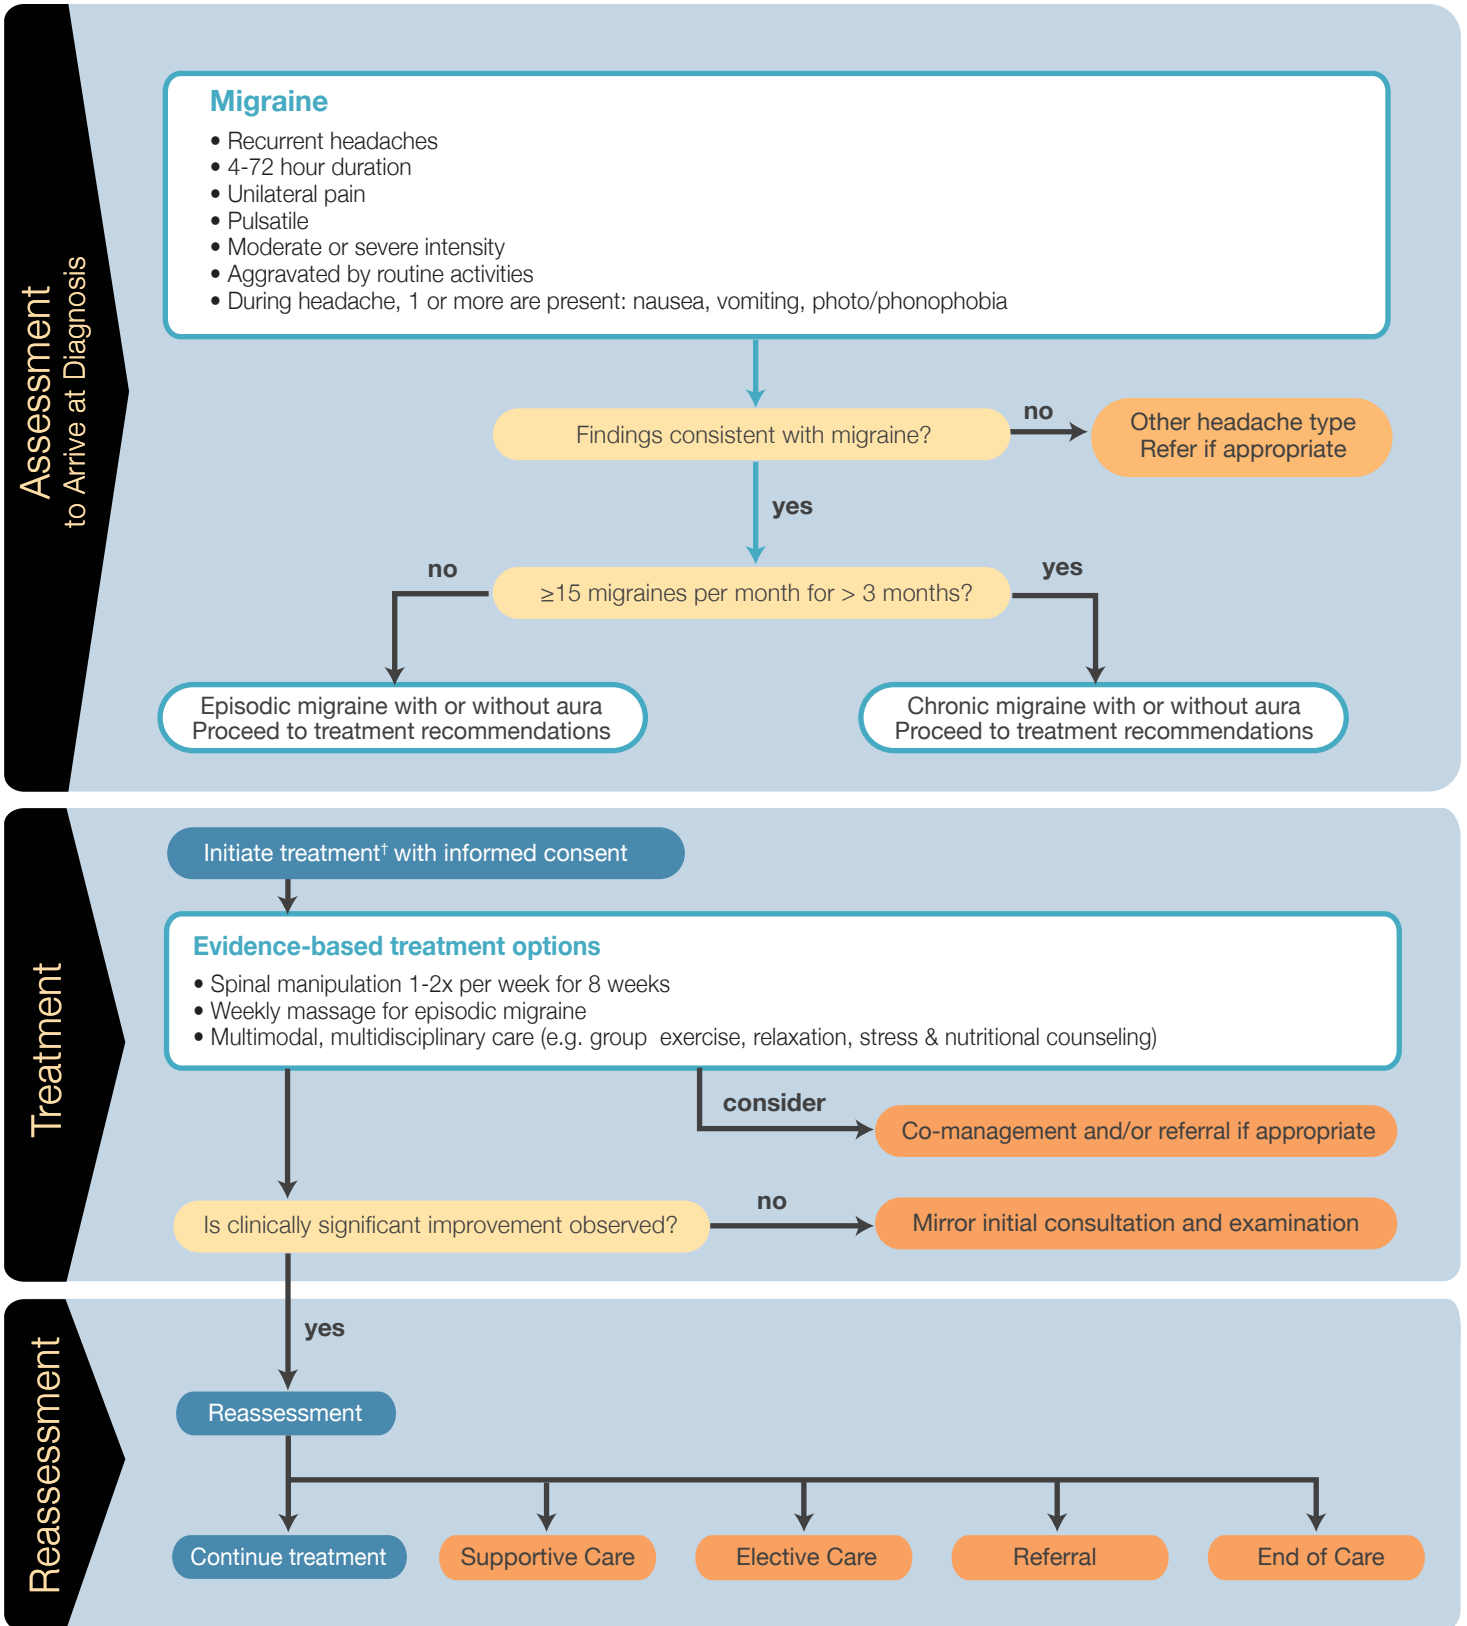 Assessment
to Arrive at Diagnosis
Migraine
• Recurrent headaches
• 4-72 hour duration
• Unilateral pain
• Pulsatile
• Moderate or severe intensity
• Aggravated by routine activities
• During headache, 1 or more are present: nausea, vomiting, photo/phonophobia
Findings consistent with migraine?
no
Other headache type
Refer if appropriate
yes
≥15 migraines per month for > 3 months?
no
yes
Episodic migraine with or without aura
Proceed to treatment recommendations
Chronic migraine with or without aura
Proceed to treatment recommendations
Treatment
Initiate treatment† with informed consent
Evidence-based treatment options
• Spinal manipulation 1-2x per week for 8 weeks
• Weekly massage for episodic migraine
• Multimodal, multidisciplinary care (e.g. group exercise, relaxation, stress & nutritional counseling)
consider
Co-management and/or referral if appropriate
Is clinically significant improvement observed?
no
Mirror initial consultation and examination
yes
Reassessment
Reassessment
Continue treatment
Supportive Care
Elective Care
Referral
End of Care